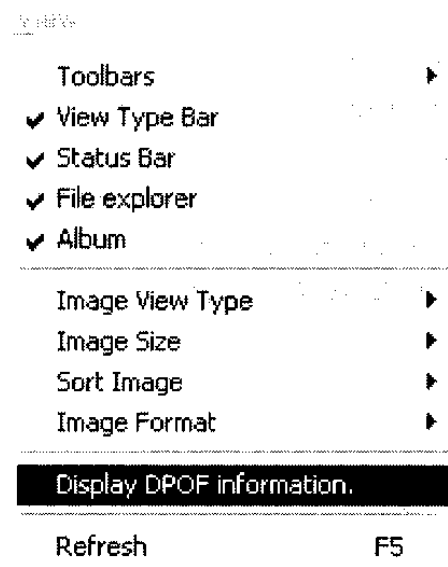 View
Toolbars
View Type Bar
Status Bar
File explorer
Album
Image View Type
Image Size
Sort Image
Image Format
Display DPOF information.
Refresh F5